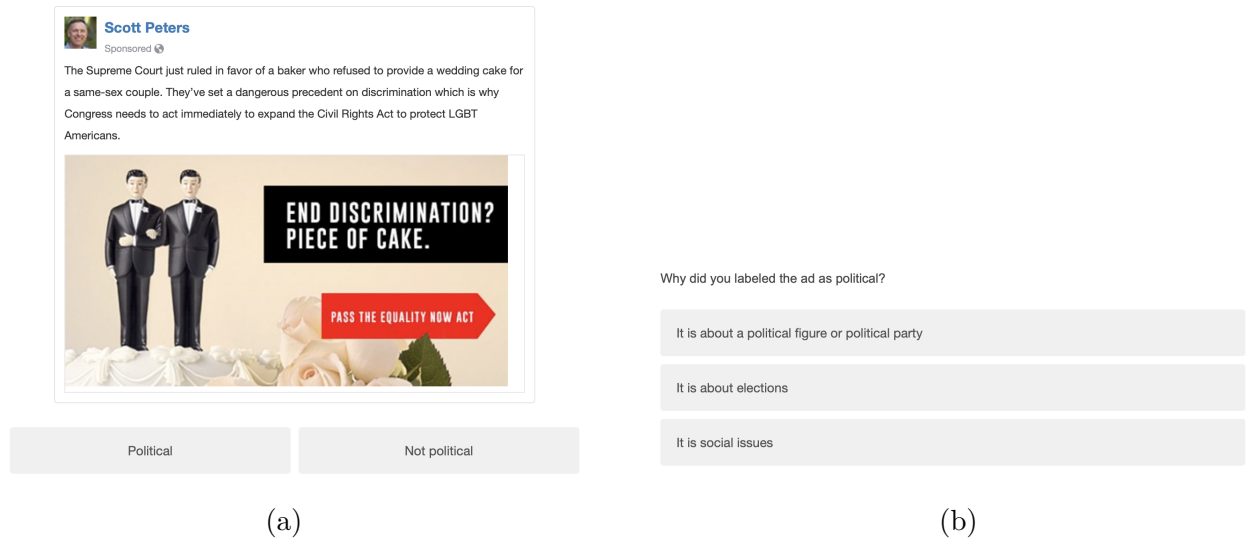 Scott Peters
Sponsored
The Supreme Court just ruled in favor of a baker who refused to provide a wedding cake for
a same-sex couple. They've set a dangerous precedent on discrimination which is why
Congress needs to act immediately to expand the Civil Rights Act to protect LGBT
Americans.
END DISCRIMINATION?
PIECE OF CAKE.
PASS THE EQUALITY NOW ACT
Political
Not political
(a)
Why did you labeled the ad as political?
It is about a political figure or political party
It is about elections
It is social issues
(b)